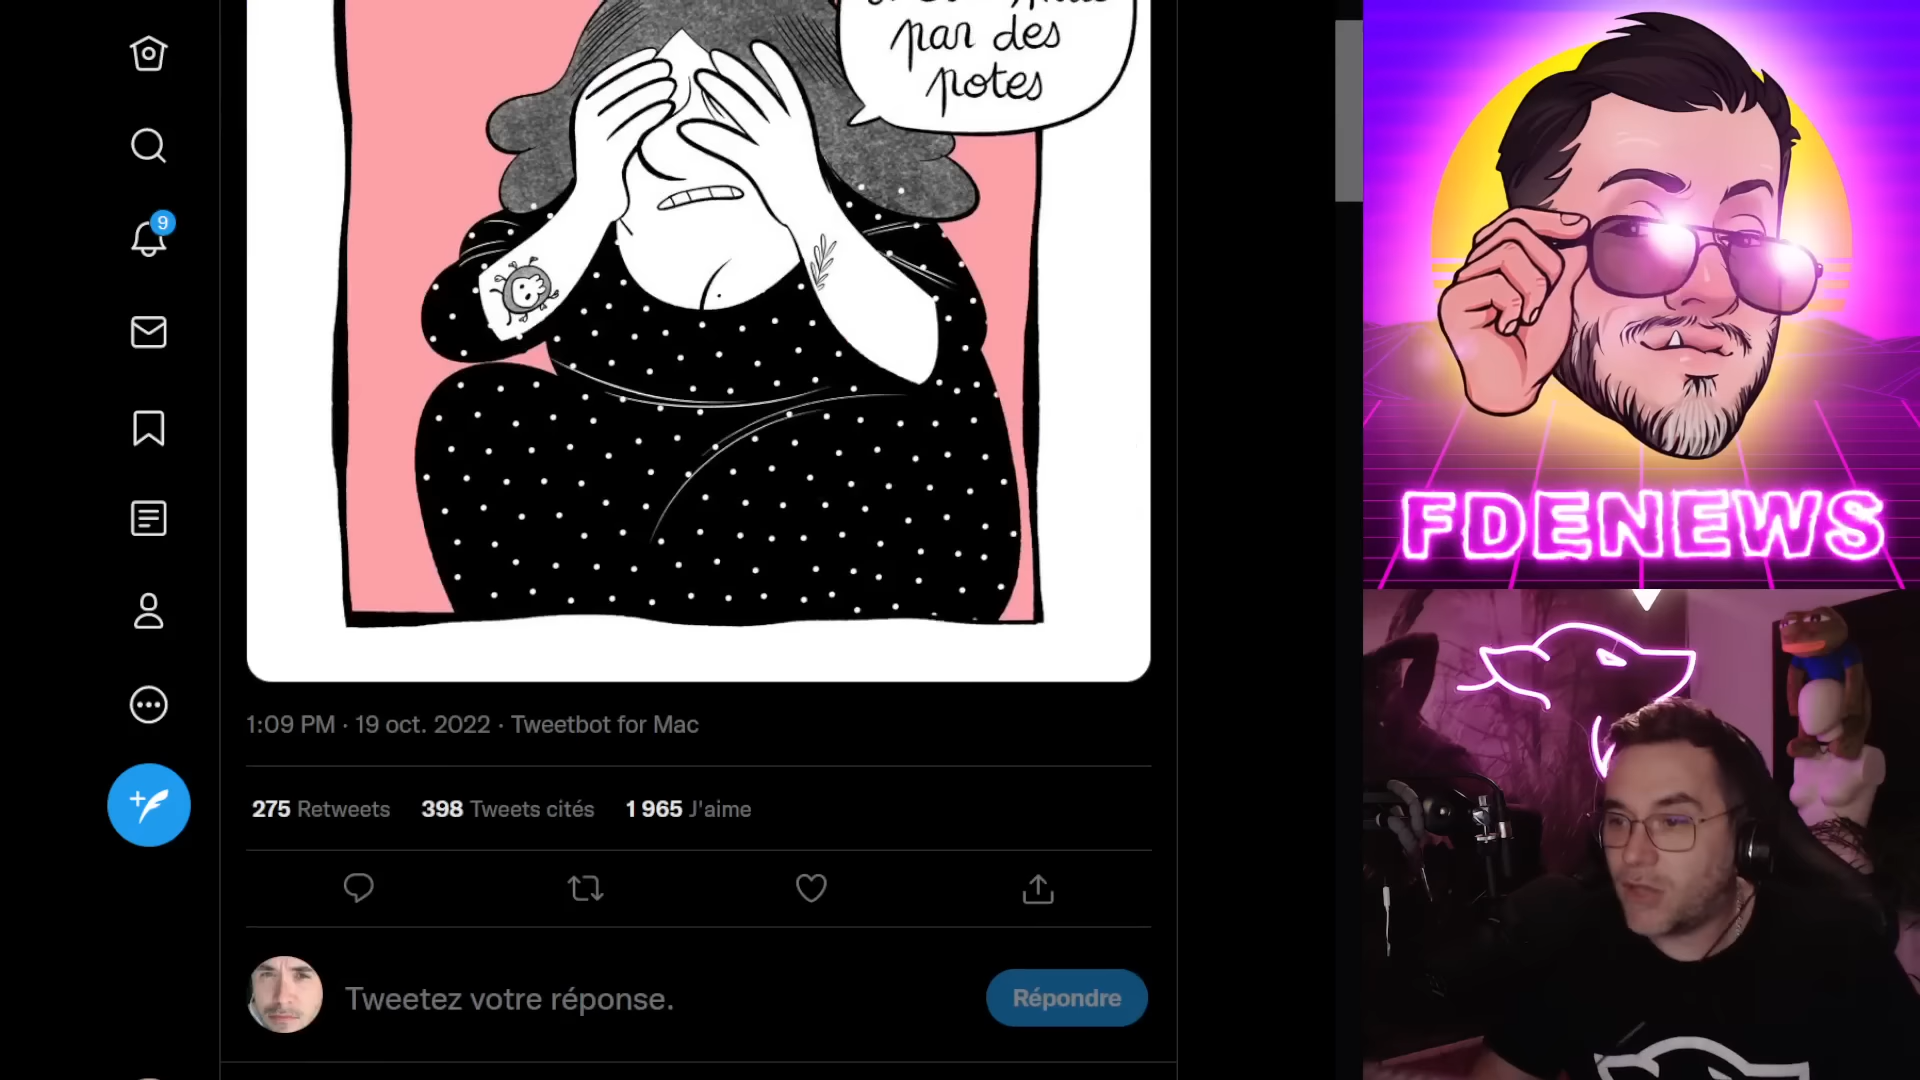 par des
potes
9
1:09 PM · 19 oct. 2022 · Tweetbot for Mac
275 Retweets 398 Tweets cités 1 965 J'aime
Tweetez votre réponse.
Répondre
FDENEWS